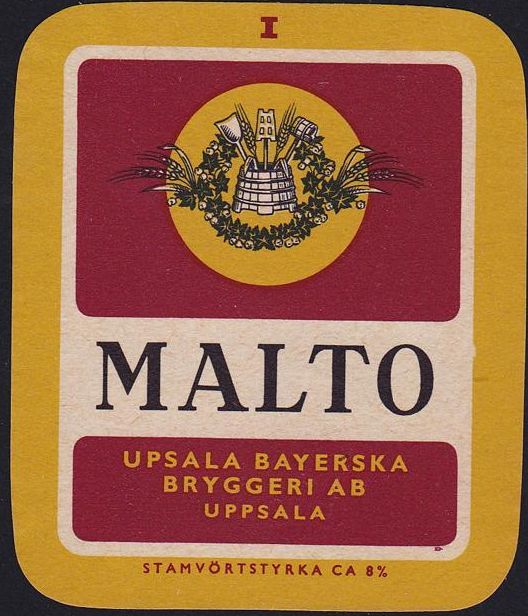 I
MALTO
UPSALA BAYERSKA
BRYGGERI AB
UPPSALA
STAMVÖRTSTYRKA CA 8%